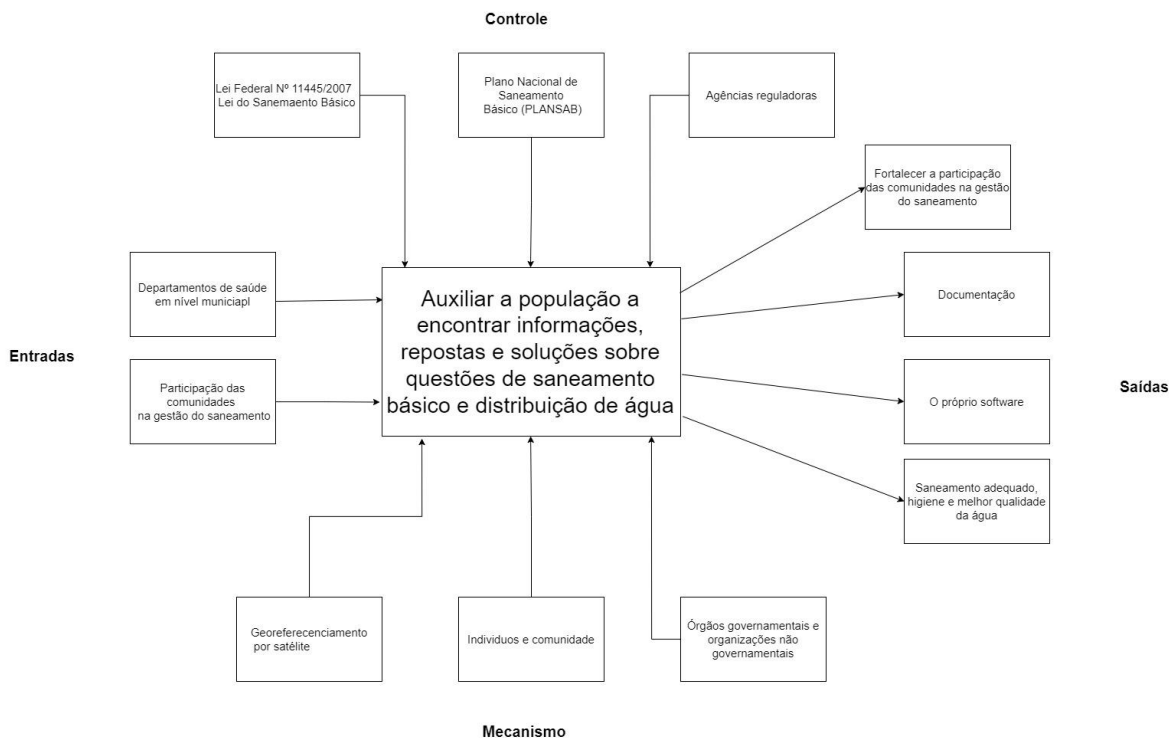 Controle
Lei Federal Nº 11445/2007
Lei do Sanemaento Básico
Plano Nacional de
Saneamento
Básico (PLANSAB)
Agências reguladoras
Fortalecer a participação
das comunidades na gestão
do saneamento
Departamentos de saúde
em nível municiapl
Auxiliar a população a
encontrar informações,
repostas e soluções sobre
questões de saneamento
básico e distribuição de água
Documentação
Entradas
Participação das
comunidades
na gestão do saneamento
O próprio software
Saídas
Saneamento adequado,
higiene e melhor qualidade
da água
Georeferecenciamento
por satélite
Individuos e comunidade
Órgãos governamentais e
organizações não
governamentais
Mecanismo